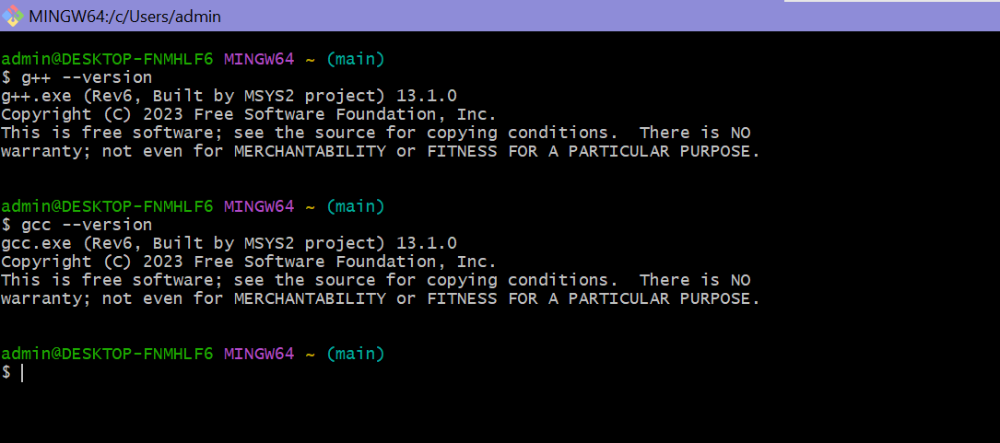 MINGW64:/c/Users/admin
admin@DESKTOP-FNMHLF6 MINGW64 ~ (main)
$ g++ --version
g++.exe (Rev6, Built by MSYS2 project) 13.1.0
Copyright (C) 2023 Free Software Foundation, Inc.
This is free software; see the source for copying conditions.  There is NO
warranty; not even for MERCHANTABILITY or FITNESS FOR A PARTICULAR PURPOSE.
admin@DESKTOP-FNMHLF6 MINGW64 ~ (main)
$ gcc --version
gcc.exe (Rev6, Built by MSYS2 project) 13.1.0
Copyright (C) 2023 Free Software Foundation, Inc.
This is free software; see the source for copying conditions.  There is NO
warranty; not even for MERCHANTABILITY or FITNESS FOR A PARTICULAR PURPOSE.
admin@DESKTOP-FNMHLF6 MINGW64 ~ (main)
$